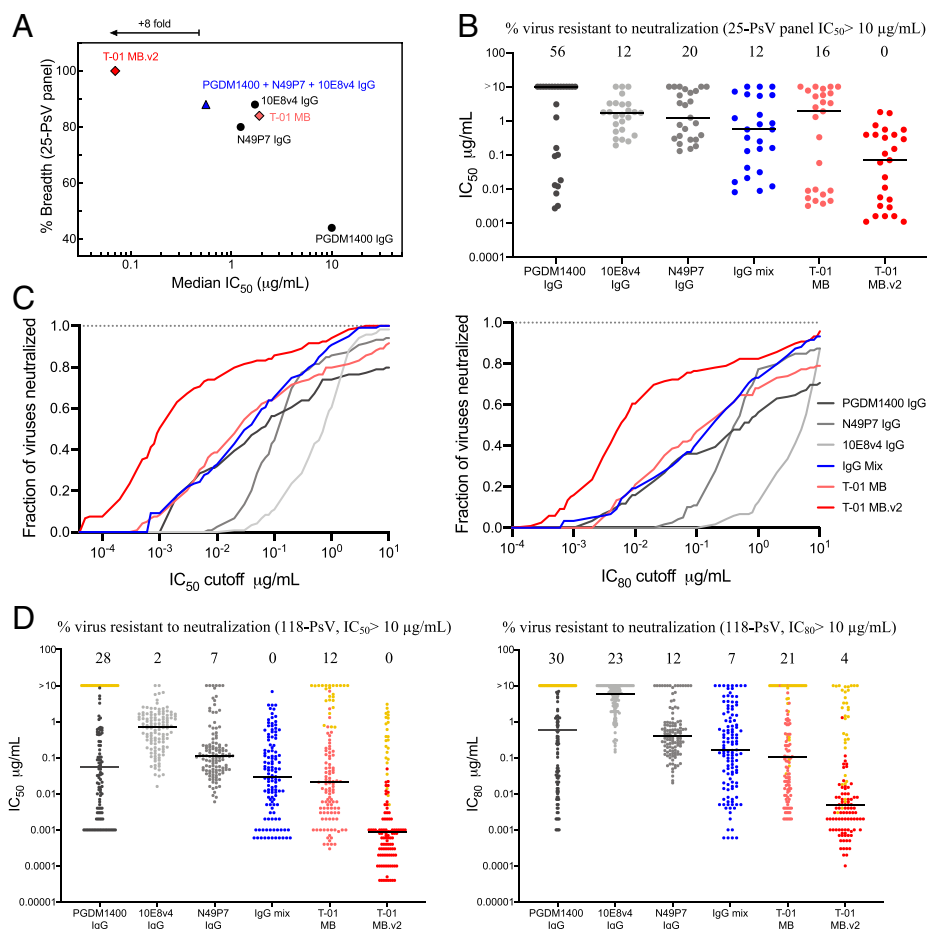 A
+8 fold
T-01 MB.v2
PGDM1400 + N49P7 + 10E8v4 IgG
10E8v4 IgG
T-01 MB
N49P7 IgG
PGDM1400 IgG
% Breadth (25-PsV panel)
100
80
60
40
0.1 1 10
Median IC50 (μg/mL)
B
% virus resistant to neutralization (25-PsV panel IC50> 10 μg/mL)
56 12 20 12 16 0
IC50 μg/mL
100
>
1
0.1
0.01
0.001
0.0001
PGDM1400 10E8v4 N49P7 IgG mix T-01 T-01
IgG IgG IgG MB MB.v2
C
Fraction of viruses neutralized
1.0
0.8
0.6
0.4
0.2
0.0
10-4 10-3 10-2 10-1 100 101
IC50 cutoff μg/mL
Fraction of viruses neutralized
1.0
0.8
0.6
0.4
0.2
0.0
10-4 10-3 10-2 10-1 100 101
IC80 cutoff μg/mL
PGDM1400 IgG
N49P7 IgG
10E8v4 IgG
IgG Mix
T-01 MB
T-01 MB.v2
D
% virus resistant to neutralization (118-PsV, IC50> 10 μg/mL)
28 2 7 0 12 0
IC50 μg/mL
100
>10
1
0.1
0.01
0.001
0.0001
0.00001
PGDM1400 10E8v4 N49P7 IgG mix T-01 T-01
IgG IgG IgG MB MB.v2
% virus resistant to neutralization (118-PsV, IC80> 10 μg/mL)
30 23 12 7 21 4
IC80 μg/mL
100
>10
1
0.1
0.01
0.001
0.0001
0.00001
PGDM1400 10E8v4 N49P7 IgG mix T-01 T-01
IgG IgG IgG MB MB.v2